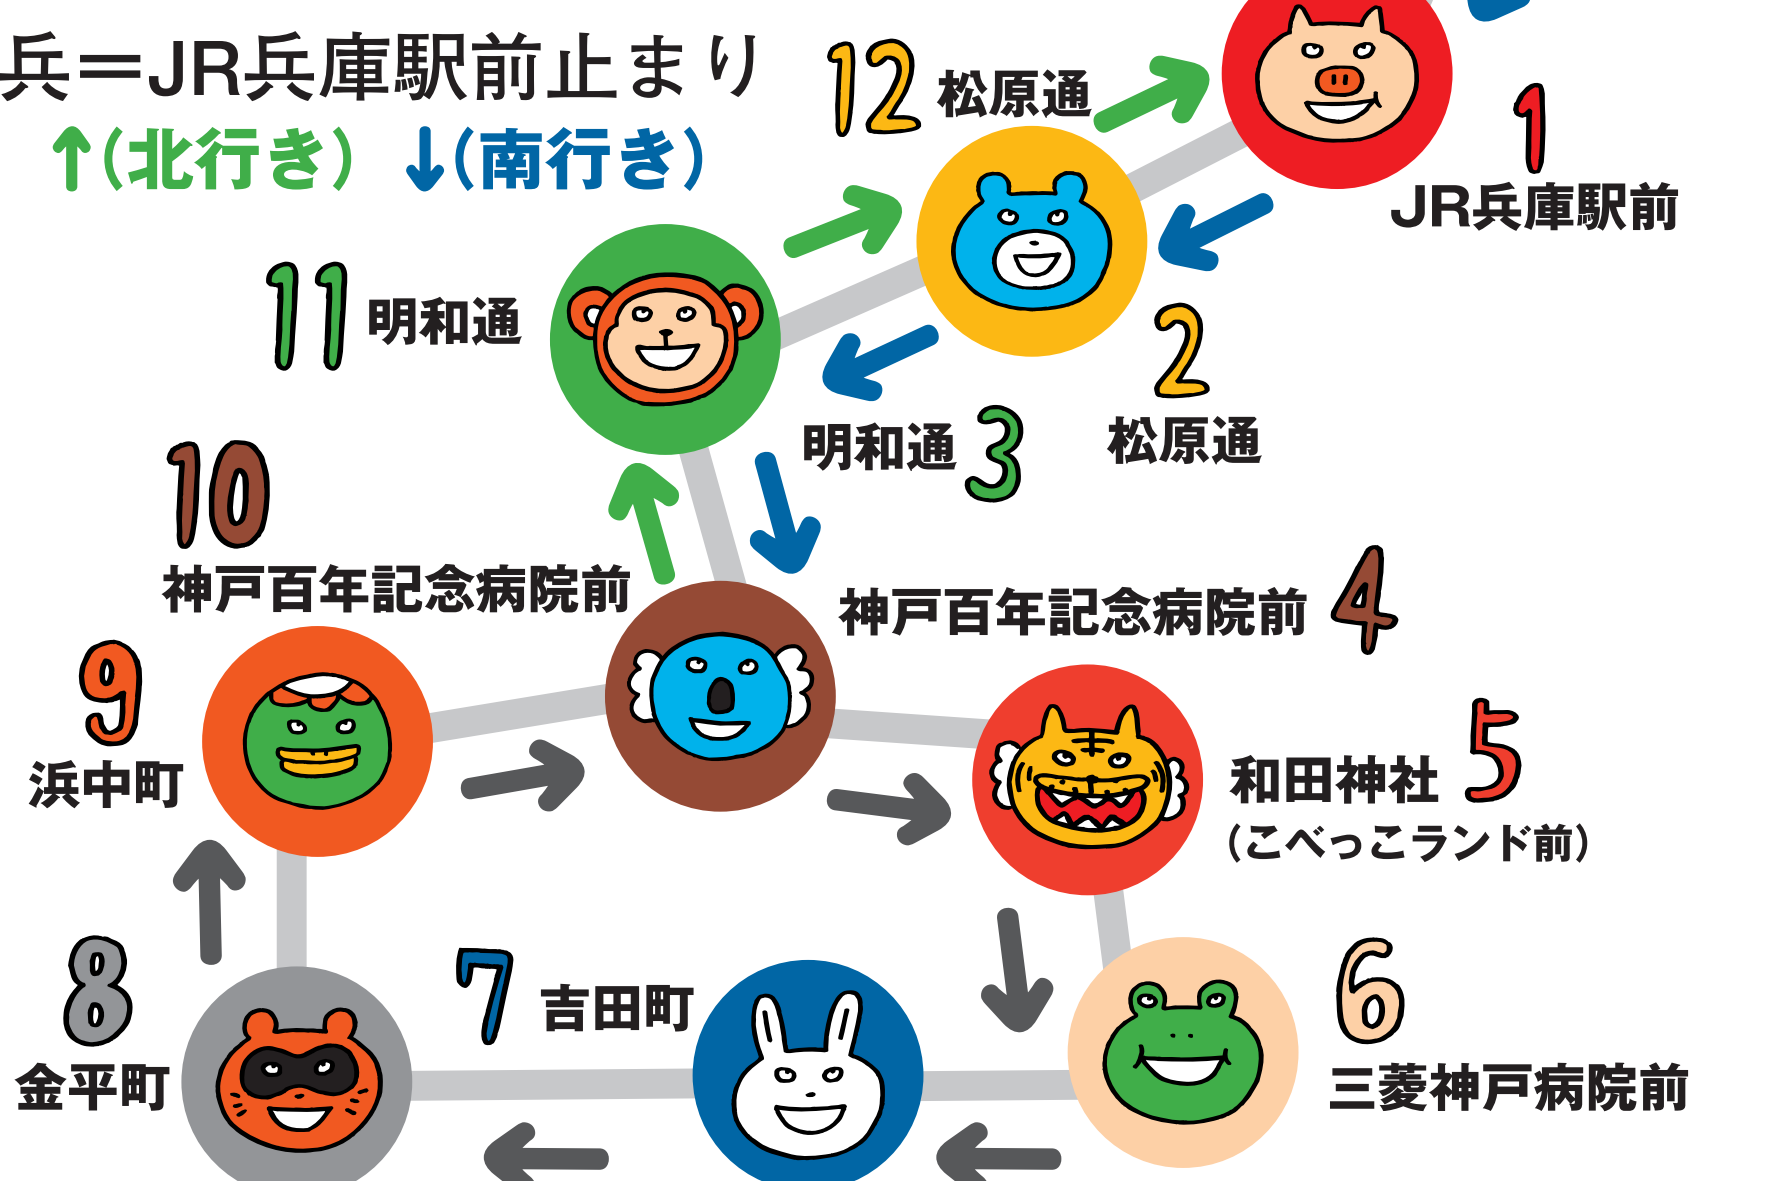 兵＝JR兵庫駅前止まり
↑(北行き) ↓(南行き)
12 松原通
1
JR兵庫駅前
11 明和通
2
松原通
明和通 3
10
神戸百年記念病院前
神戸百年記念病院前 4
9
浜中町
和田神社 5
(こべっこランド前)
8
金平町
7 吉田町
6
三菱神戸病院前